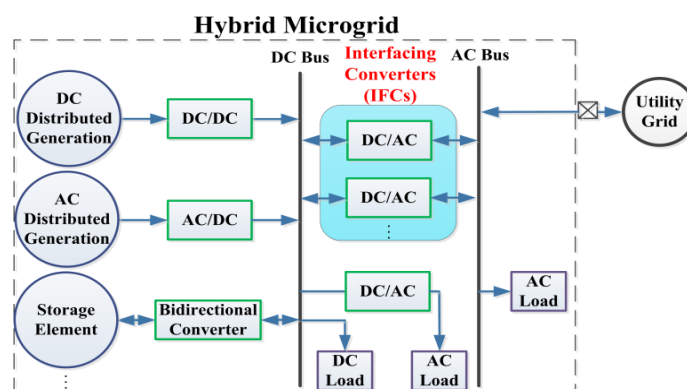 Hybrid Microgrid
DC Bus
Interfacing
Converters
(IFCs)
AC Bus
DC
Distributed
Generation
DC/DC
DC/AC
Utility
Grid
AC
Distributed
Generation
AC/DC
DC/AC
⋮
Storage
Element
Bidirectional
Converter
DC/AC
AC
Load
DC
Load
AC
Load
⋮